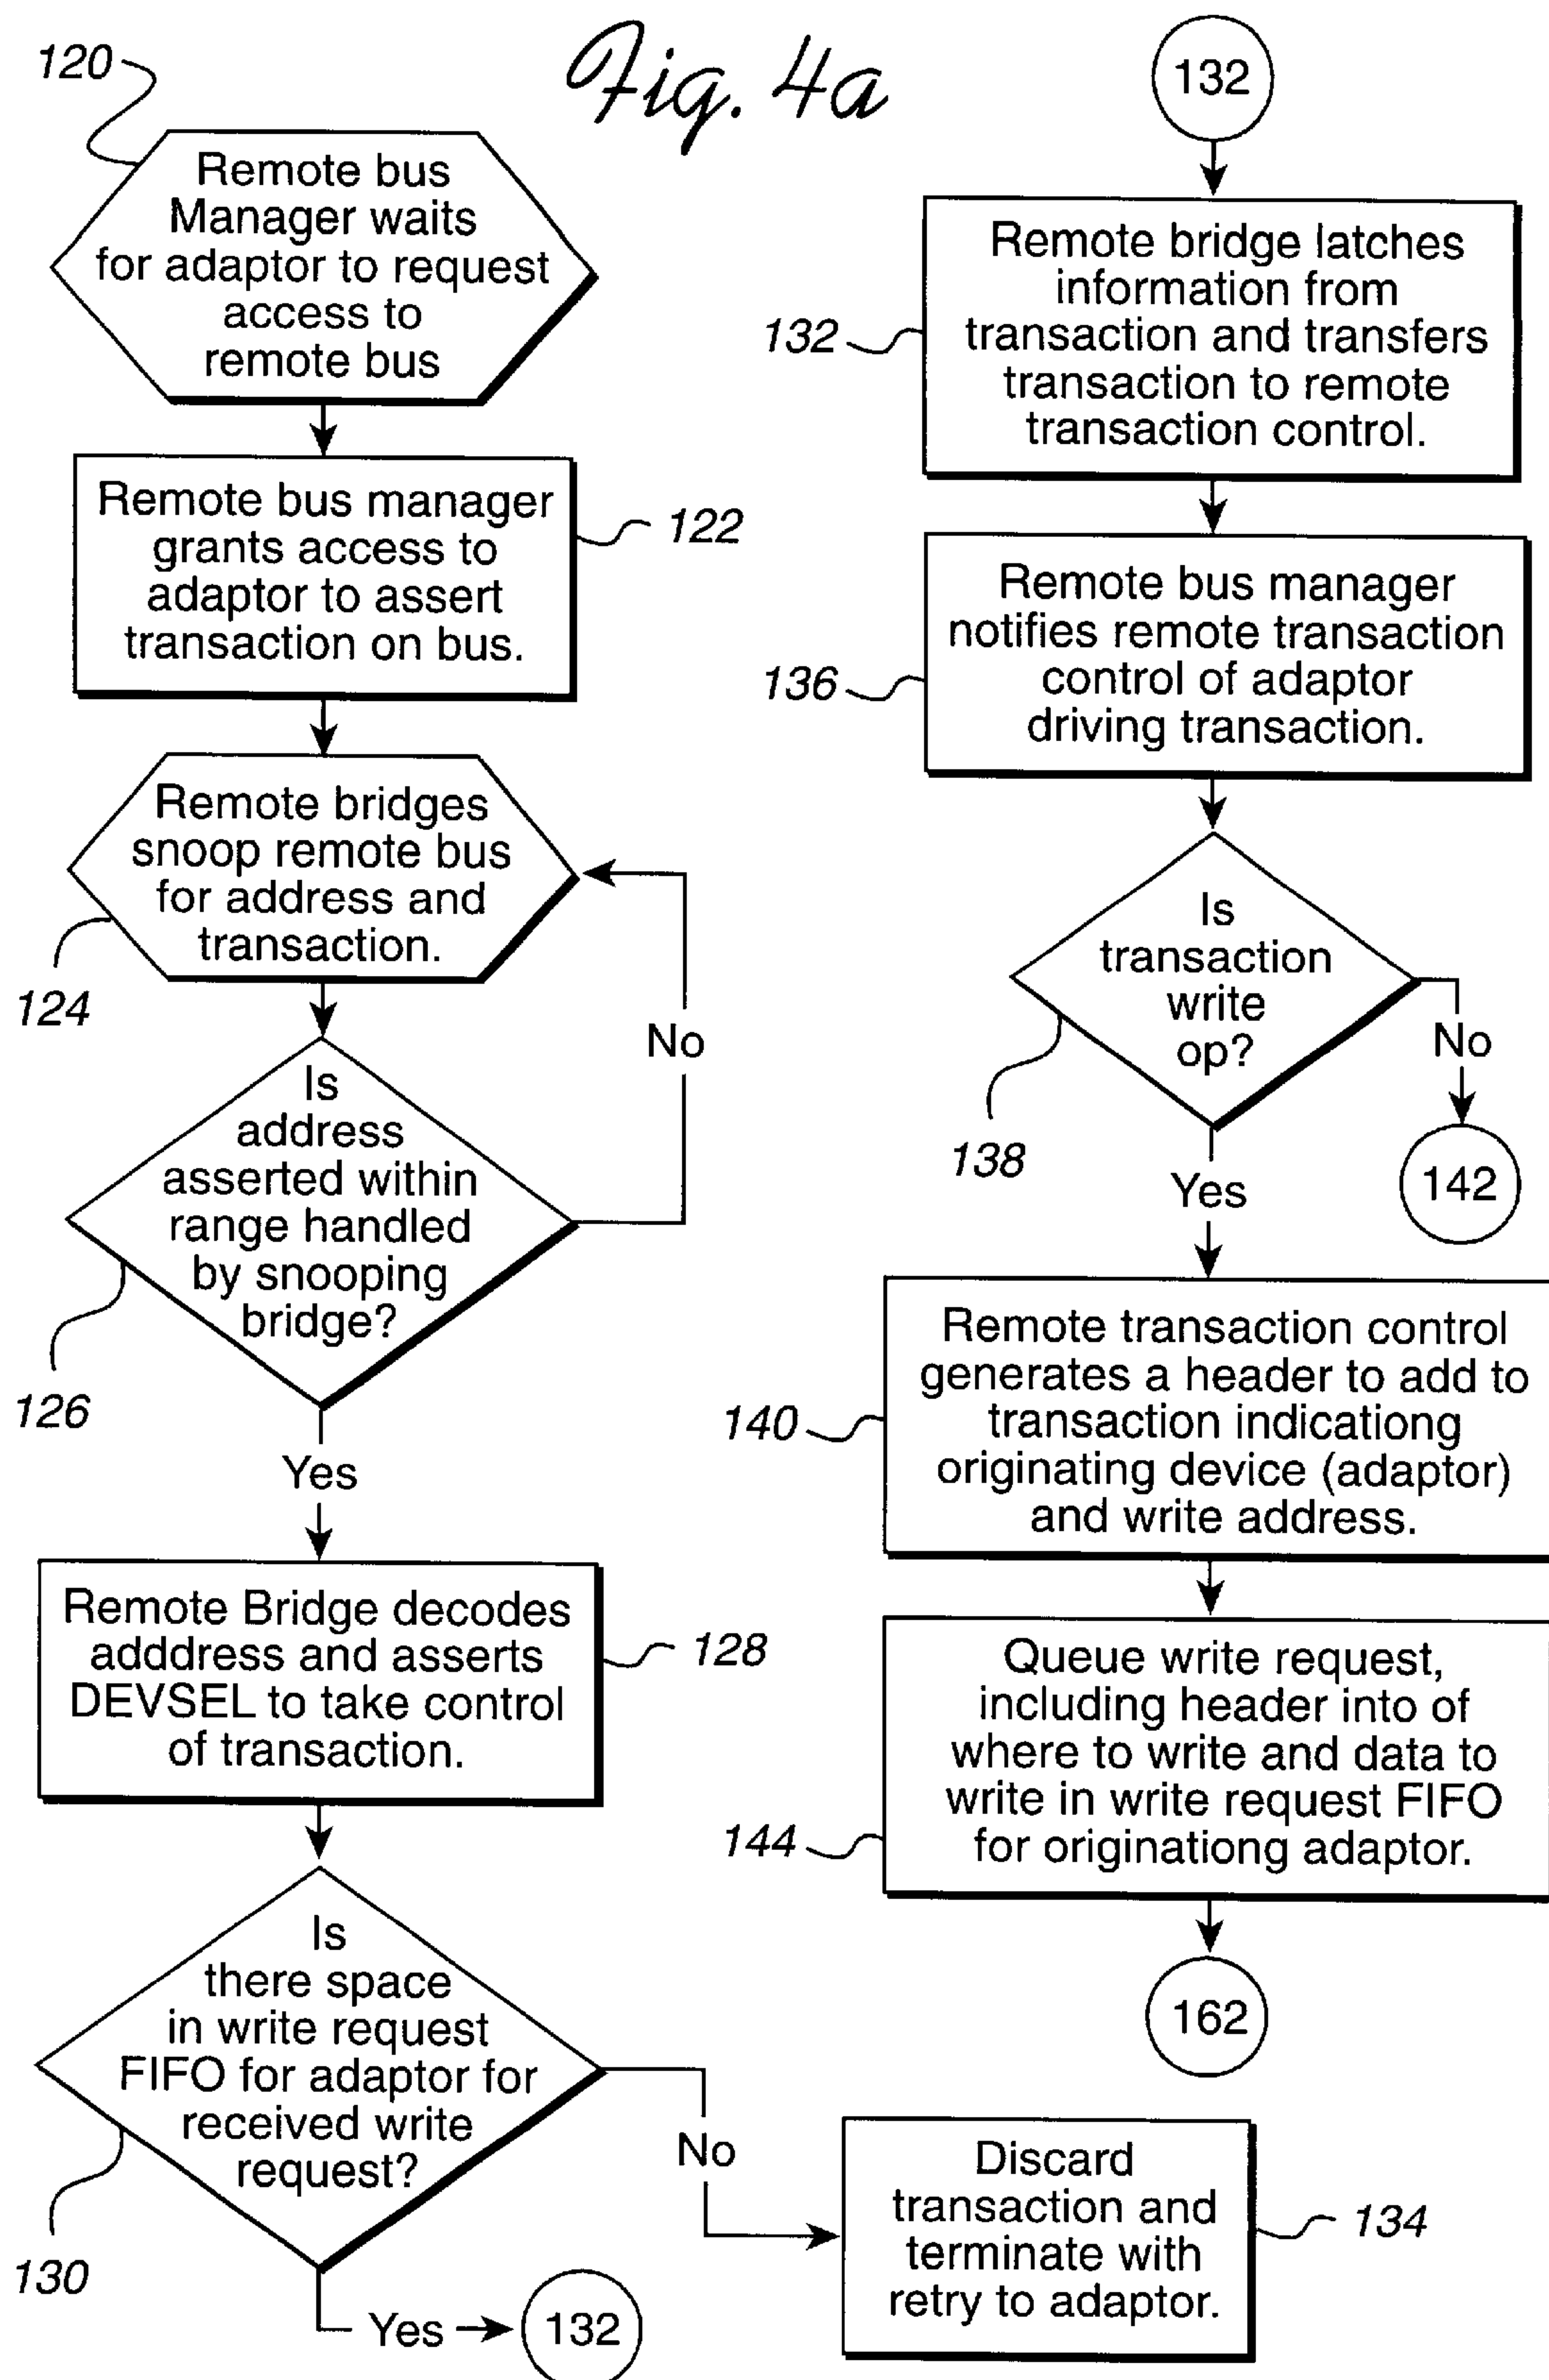 Fig. 4a
120
Remote bus
Manager waits
for adaptor to request
access to
remote bus
Remote bus manager
grants access to
adaptor to assert
transaction on bus.
122
Remote bridges
snoop remote bus
for address and
transaction.
124
No
Is
address
asserted within
range handled
by snooping
bridge?
126
Yes
Remote Bridge decodes
adddress and asserts
DEVSEL to take control
of transaction.
128
Is
there space
in write request
FIFO for adaptor for
received write
request?
130
No
Yes
132
Discard
transaction and
terminate with
retry to adaptor.
134
132
Remote bridge latches
information from
transaction and transfers
transaction to remote
transaction control.
132
Remote bus manager
notifies remote transaction
control of adaptor
driving transaction.
136
Is
transaction
write
op?
138
No
142
Yes
Remote transaction control
generates a header to add to
transaction indicationg
originating device (adaptor)
and write address.
140
Queue write request,
including header into of
where to write and data to
write in write request FIFO
for originationg adaptor.
144
162